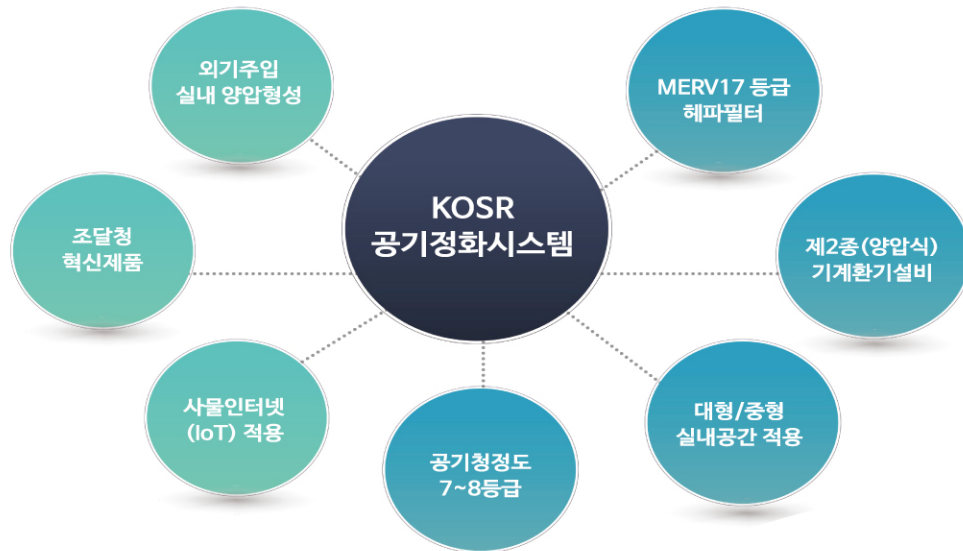 외기주입
실내 양압형성
MERV17 등급
헤파필터
KOSR
공기정화시스템
조달청
혁신제품
제2종(양압식)
기계환기설비
사물인터넷
(IoT) 적용
대형/중형
실내공간 적용
공기청정도
7~8등급